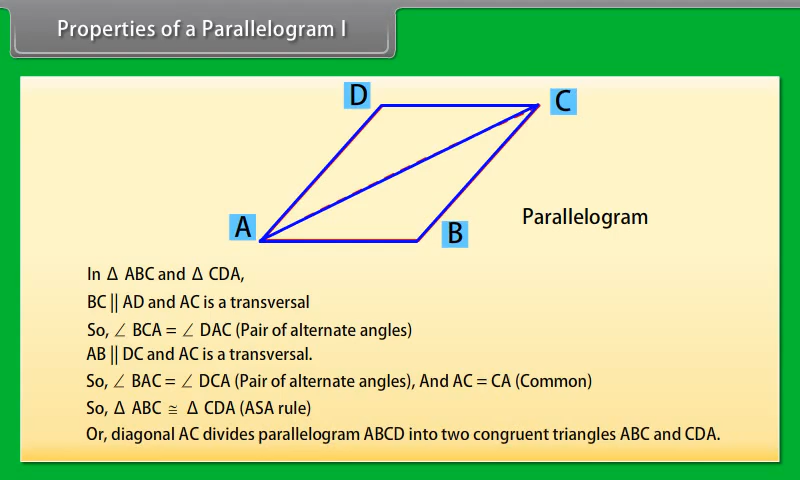 Properties of a Parallelogram I
D
C
A
B
Parallelogram
In Δ ABC and Δ CDA,
BC || AD and AC is a transversal
So, ∠ BCA = ∠ DAC (Pair of alternate angles)
AB || DC and AC is a transversal.
So, ∠ BAC = ∠ DCA (Pair of alternate angles), And AC = CA (Common)
So, Δ ABC ≅ Δ CDA (ASA rule)
Or, diagonal AC divides parallelogram ABCD into two congruent triangles ABC and CDA.